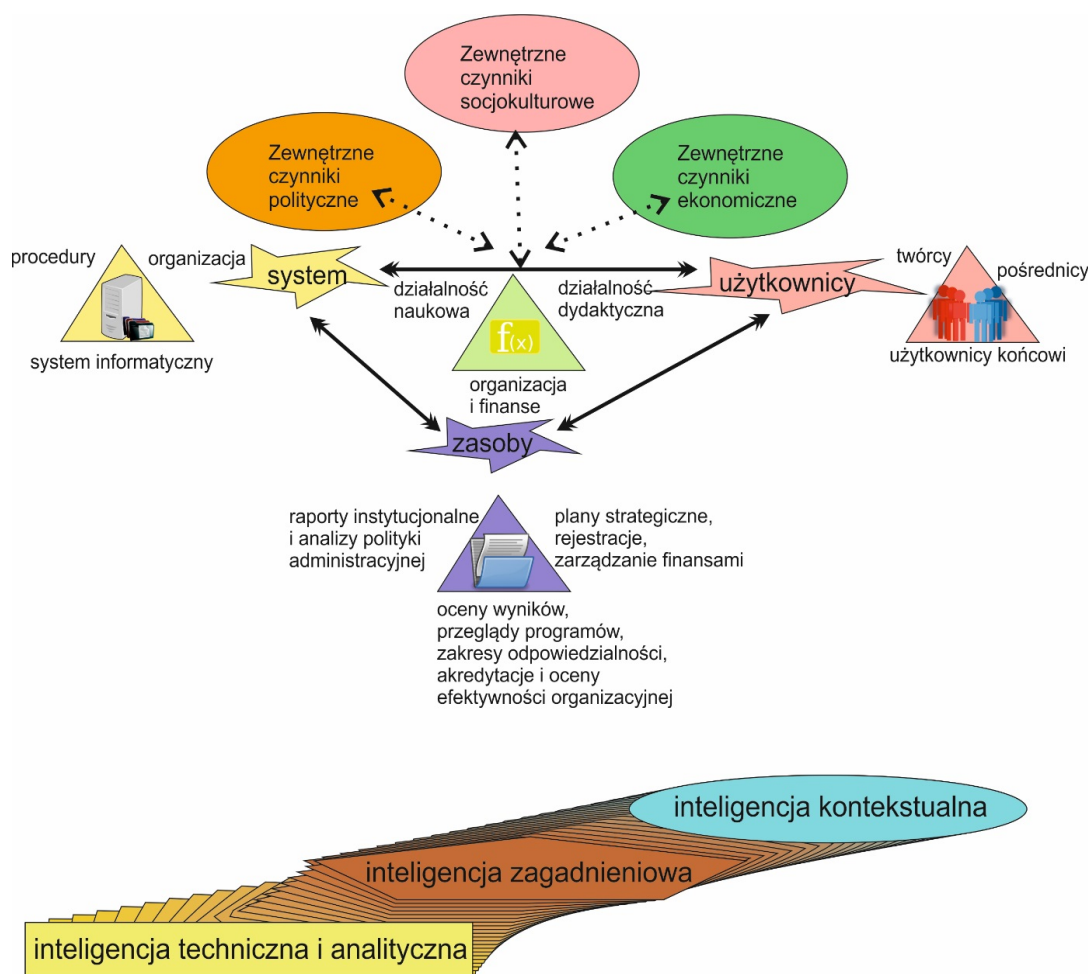 Zewnętrzne
czynniki
socjokulturowe
Zewnętrzne
czynniki
polityczne
Zewnętrzne
czynniki
ekonomiczne
procedury
organizacja
system informatyczny
system
działalność
naukowa
działalność
dydaktyczna
f(x)
organizacja
i finanse
użytkownicy
twórcy
pośrednicy
użytkownicy końcowi
zasoby
raporty instytucjonalne
i analizy polityki
administracyjnej
plany strategiczne,
rejestracje,
zarządzanie finansami
oceny wyników,
przeglądy programów,
zakresy odpowiedzialności,
akredytacje i oceny
efektywności organizacyjnej
inteligencja kontekstualna
inteligencja zagadnieniowa
inteligencja techniczna i analityczna